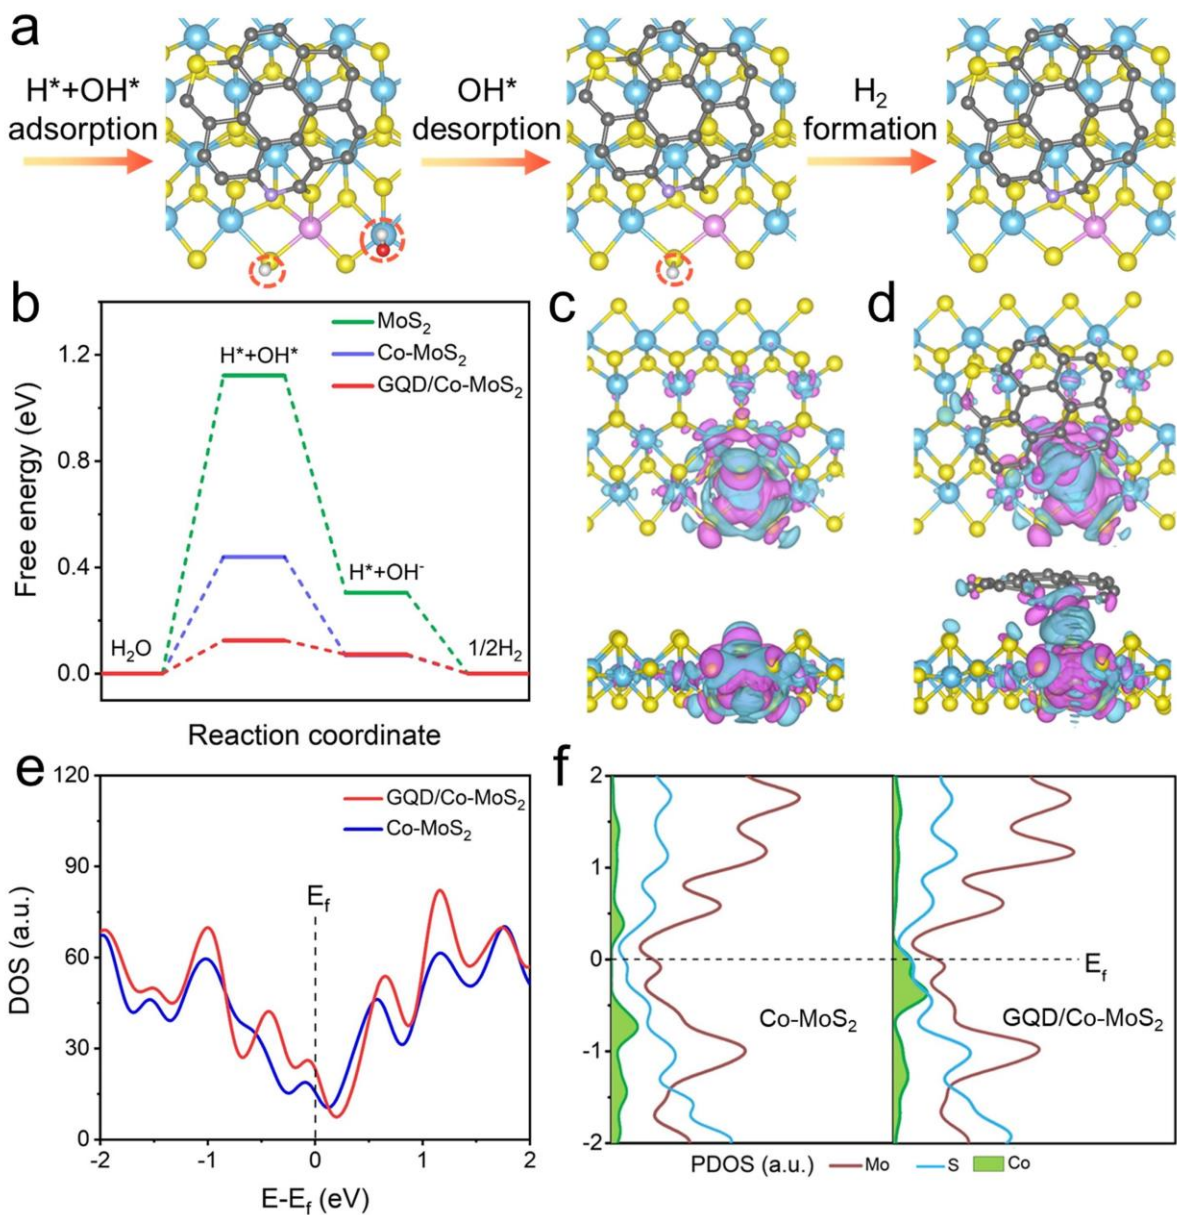 a
H*+OH*
adsorption
OH*
desorption
H₂
formation
b
Free energy (eV)
1.2
0.8
0.4
0.0
MoS₂
Co-MoS₂
GQD/Co-MoS₂
H*+OH*
H*+OH⁻
H₂O
1/2H₂
Reaction coordinate
c
d
e
DOS (a.u.)
120
90
60
30
0
GQD/Co-MoS₂
Co-MoS₂
E_f
-2
-1
0
1
2
E-E_f (eV)
f
2
1
0
-1
-2
E_f
Co-MoS₂
GQD/Co-MoS₂
PDOS (a.u.)
Mo
S
Co